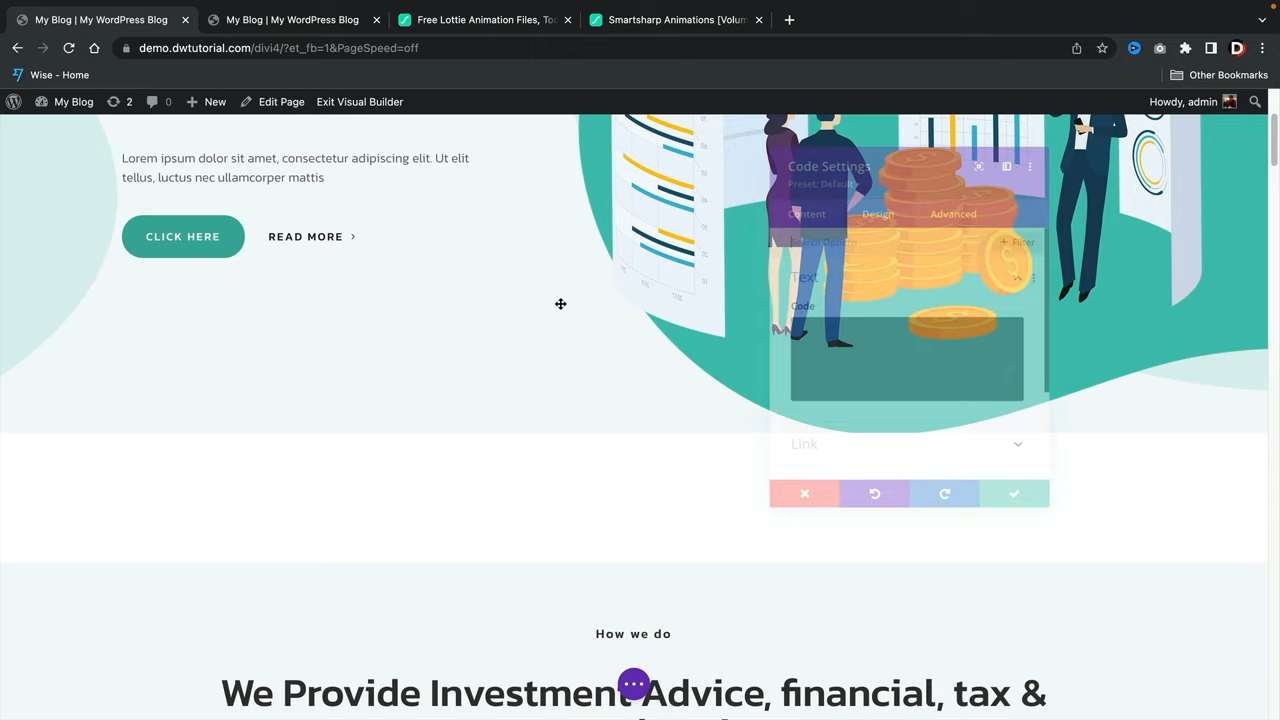 My Blog | My WordPress Blog
My Blog | My WordPress Blog
Free Lottie Animation Files, Too
Smartsharp Animations [Volum
demo.dwtutorial.com/divi4/?et_fb=1&PageSpeed=off
Wise - Home
Other Bookmarks
My Blog
2
0
New
Edit Page
Exit Visual Builder
Howdy, admin
Lorem ipsum dolor sit amet, consectetur adipiscing elit. Ut elit
tellus, luctus nec ullamcorper mattis
CLICK HERE
READ MORE
Code Settings
Preset: Default
Content
Design
Advanced
Search Options
+ Filter
Text
Code
Link
How we do
We Provide Investment Advice, financial, tax &